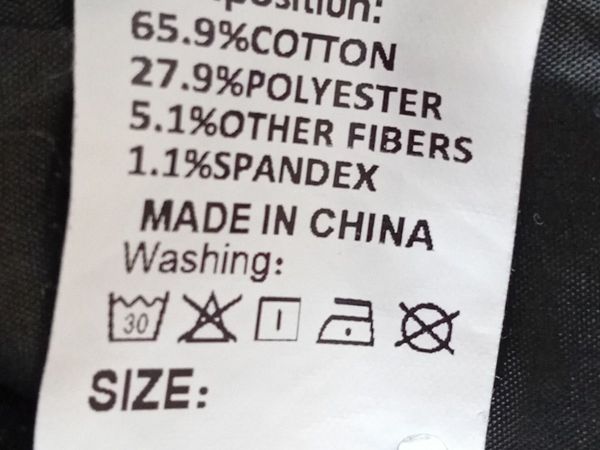 position:
65.9%COTTON
27.9%POLYESTER
5.1%OTHER FIBERS
1.1%SPANDEX
MADE IN CHINA
Washing:
30
SIZE: